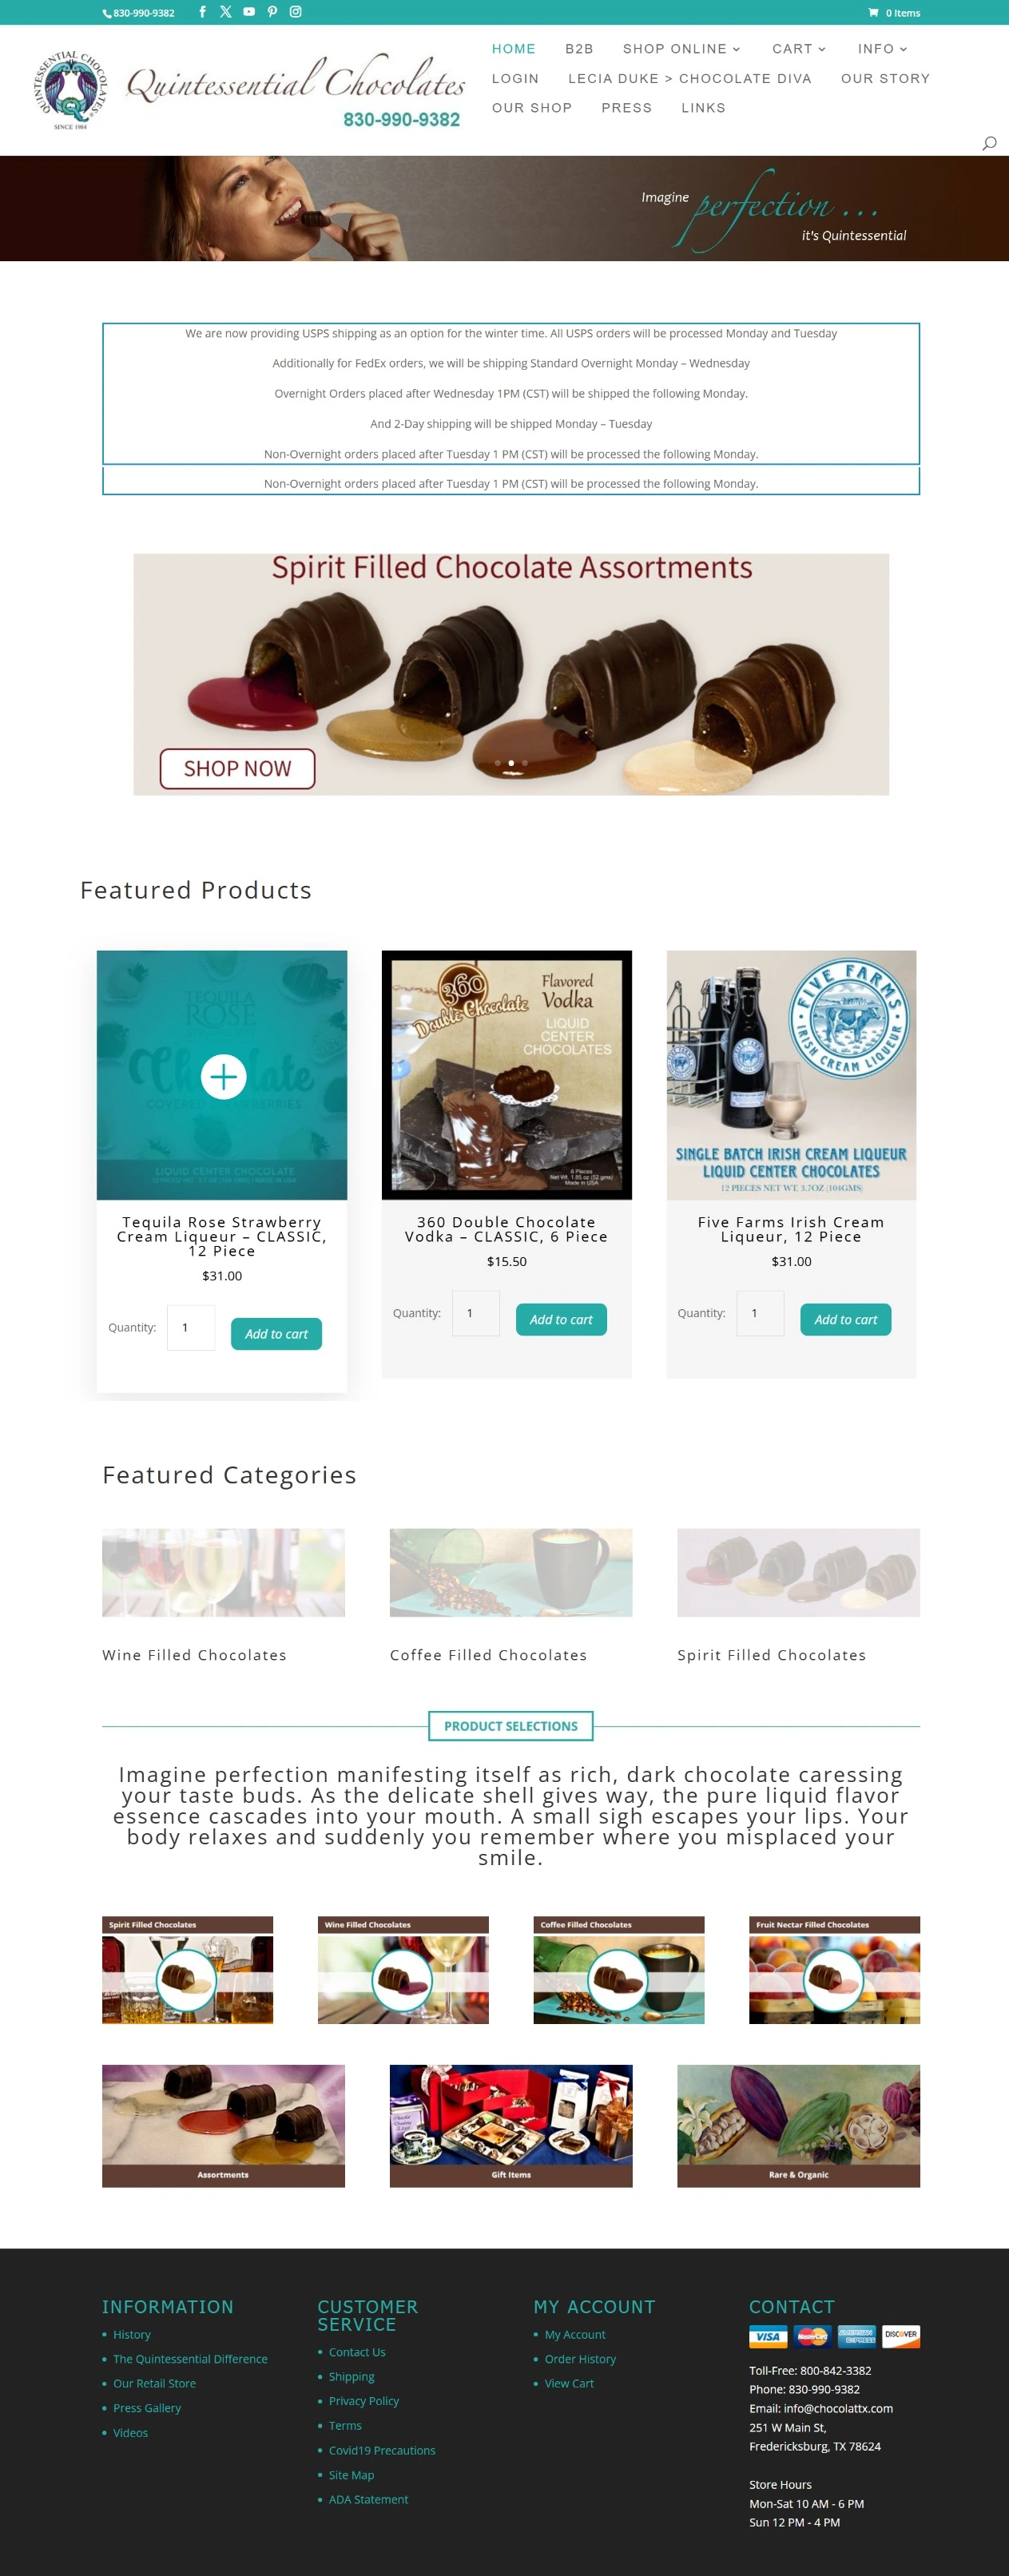 830-990-9382
0 Items
QUINTESSENTIAL CHOCOLATES
SINCE 1984
Quintessential Chocolates
830-990-9382
HOME B2B SHOP ONLINE CART INFO
LOGIN LECIA DUKE > CHOCOLATE DIVA OUR STORY
OUR SHOP PRESS LINKS
Imagine perfection ...
it's Quintessential
We are now providing USPS shipping as an option for the winter time. All USPS orders will be processed Monday and Tuesday
Additionally for FedEx orders, we will be shipping Standard Overnight Monday – Wednesday
Overnight Orders placed after Wednesday 1PM (CST) will be shipped the following Monday.
And 2-Day shipping will be shipped Monday – Tuesday
Non-Overnight orders placed after Tuesday 1 PM (CST) will be processed the following Monday.
Non-Overnight orders placed after Tuesday 1 PM (CST) will be processed the following Monday.
Spirit Filled Chocolate Assortments
SHOP NOW
Featured Products
TEQUILA
ROSE
Chocolate
COVERED STRAWBERRIES
LIQUID CENTER CHOCOLATE
Tequila Rose Strawberry
Cream Liqueur – CLASSIC,
12 Piece
$31.00
Quantity: 1 Add to cart
360
Double Chocolate
Flavored
Vodka
LIQUID
CENTER
CHOCOLATES
6 Pieces
Net Wt. 1.85 oz (52 gms)
Made in USA
360 Double Chocolate
Vodka – CLASSIC, 6 Piece
$15.50
Quantity: 1 Add to cart
FIVE FARMS
IRISH CREAM LIQUEUR
SINGLE BATCH IRISH CREAM LIQUEUR
LIQUID CENTER CHOCOLATES
12 PIECES NET WT. 3.7OZ (104GMS)
Five Farms Irish Cream
Liqueur, 12 Piece
$31.00
Quantity: 1 Add to cart
Featured Categories
Wine Filled Chocolates
Coffee Filled Chocolates
Spirit Filled Chocolates
PRODUCT SELECTIONS
Imagine perfection manifesting itself as rich, dark chocolate caressing
your taste buds. As the delicate shell gives way, the pure liquid flavor
essence cascades into your mouth. A small sigh escapes your lips. Your
body relaxes and suddenly you remember where you misplaced your
smile.
Spirit Filled Chocolates
Wine Filled Chocolates
Coffee Filled Chocolates
Fruit Nectar Filled Chocolates
Assortments
Gift Items
Rare & Organic
INFORMATION
History
The Quintessential Difference
Our Retail Store
Press Gallery
Videos
CUSTOMER
SERVICE
Contact Us
Shipping
Privacy Policy
Terms
Covid19 Precautions
Site Map
ADA Statement
MY ACCOUNT
My Account
Order History
View Cart
CONTACT
VISA MasterCard AMERICAN EXPRESS DISCOVER
Toll-Free: 800-842-3382
Phone: 830-990-9382
Email: info@chocolattx.com
251 W Main St,
Fredericksburg, TX 78624
Store Hours
Mon-Sat 10 AM - 6 PM
Sun 12 PM - 4 PM